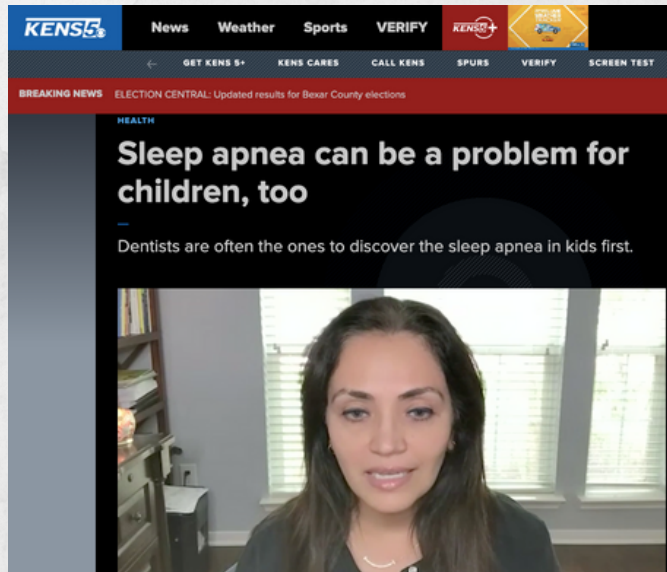 KENS5
News Weather Sports VERIFY KENS5+
← GET KENS 5+ KENS CARES CALL KENS SPURS VERIFY SCREEN TEST
BREAKING NEWS ELECTION CENTRAL: Updated results for Bexar County elections
HEALTH
Sleep apnea can be a problem for
children, too
Dentists are often the ones to discover the sleep apnea in kids first.